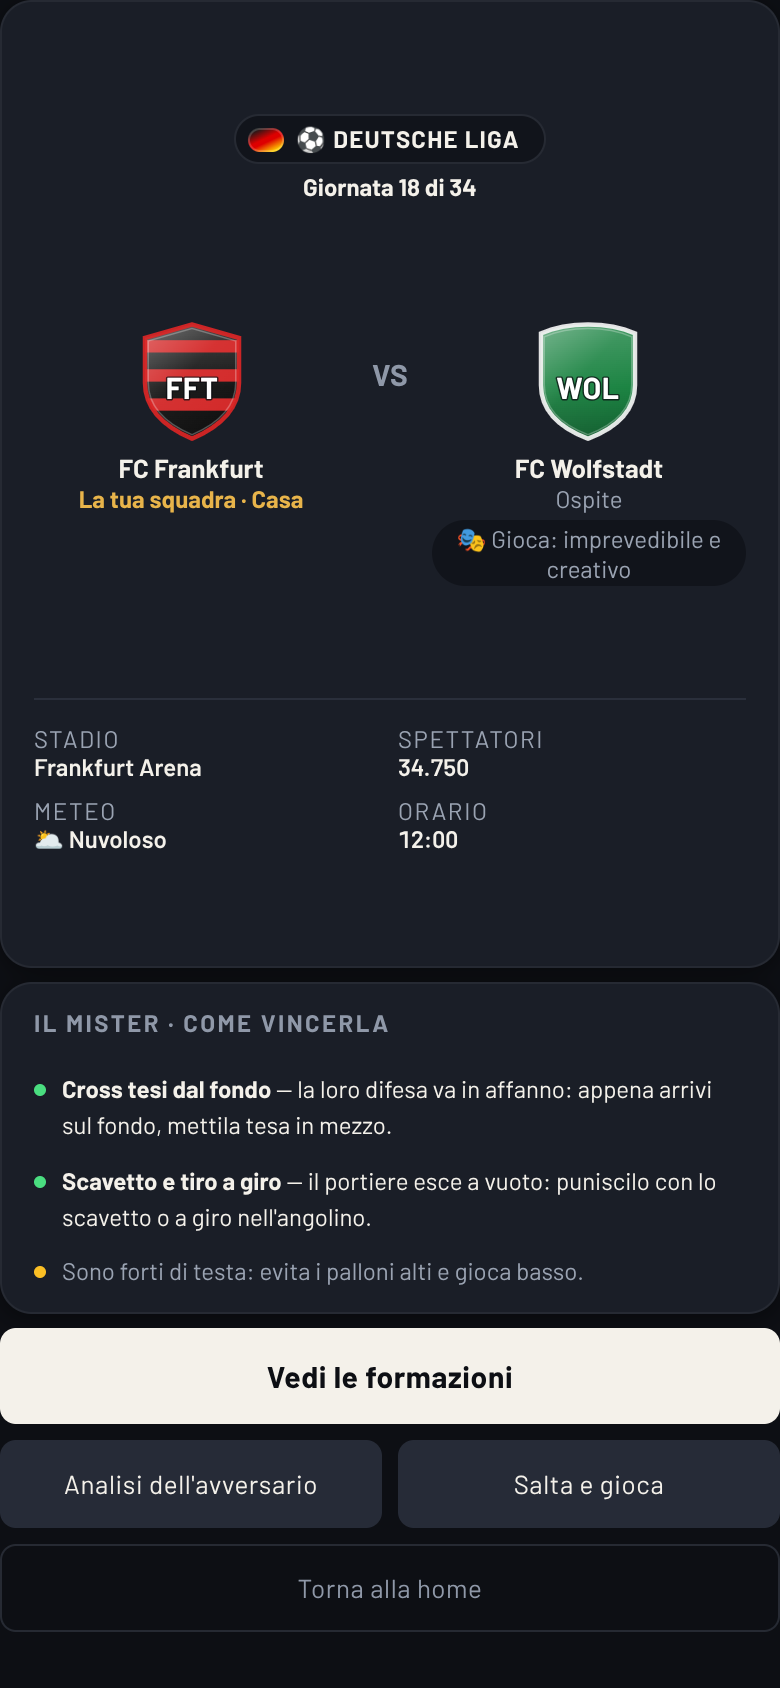 DEUTSCHE LIGA
Giornata 18 di 34
FFT
VS
WOL
FC Frankfurt
La tua squadra · Casa
FC Wolfstadt
Ospite
Gioca: imprevedibile e
creativo
STADIO
Frankfurt Arena
SPETTATORI
34.750
METEO
Nuvoloso
ORARIO
12:00
IL MISTER · COME VINCERLA
Cross tesi dal fondo — la loro difesa va in affanno: appena arrivi
sul fondo, mettila tesa in mezzo.
Scavetto e tiro a giro — il portiere esce a vuoto: puniscilo con lo
scavetto o a giro nell'angolino.
Sono forti di testa: evita i palloni alti e gioca basso.
Vedi le formazioni
Analisi dell'avversario
Salta e gioca
Torna alla home